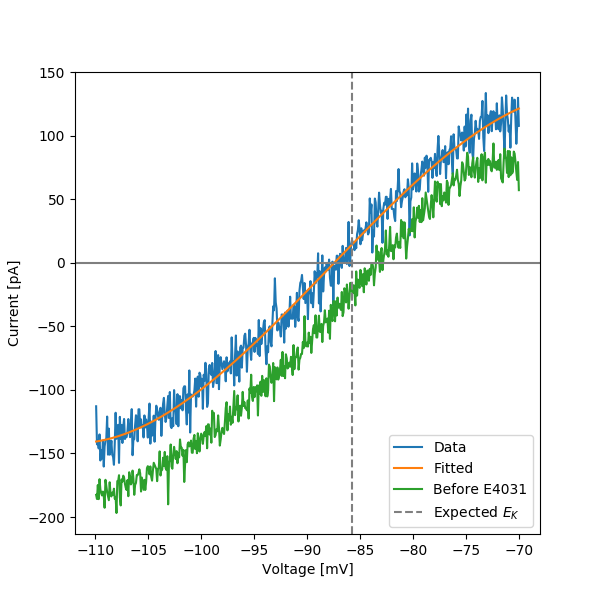 150
100
50
0
−50
−100
−150
−200
Current [pA]
−110
−105
−100
−95
−90
−85
−80
−75
−70
Voltage [mV]
Data
Fitted
Before E4031
Expected E_K